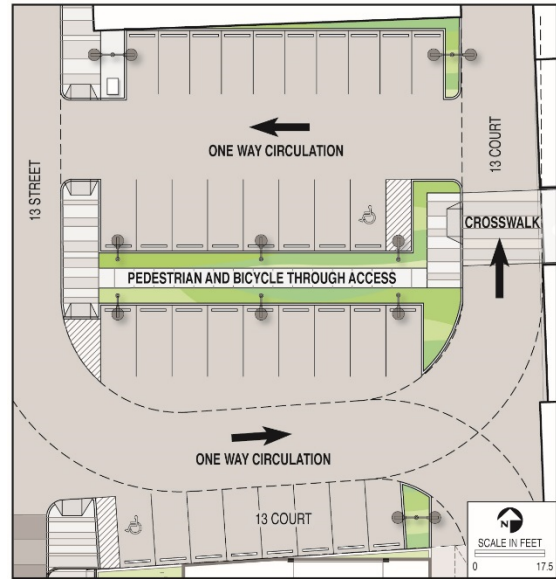 ONE WAY CIRCULATION
13 STREET
13 COURT
CROSSWALK
PEDESTRIAN AND BICYCLE THROUGH ACCESS
ONE WAY CIRCULATION
13 COURT
N
SCALE IN FEET
0 17.5